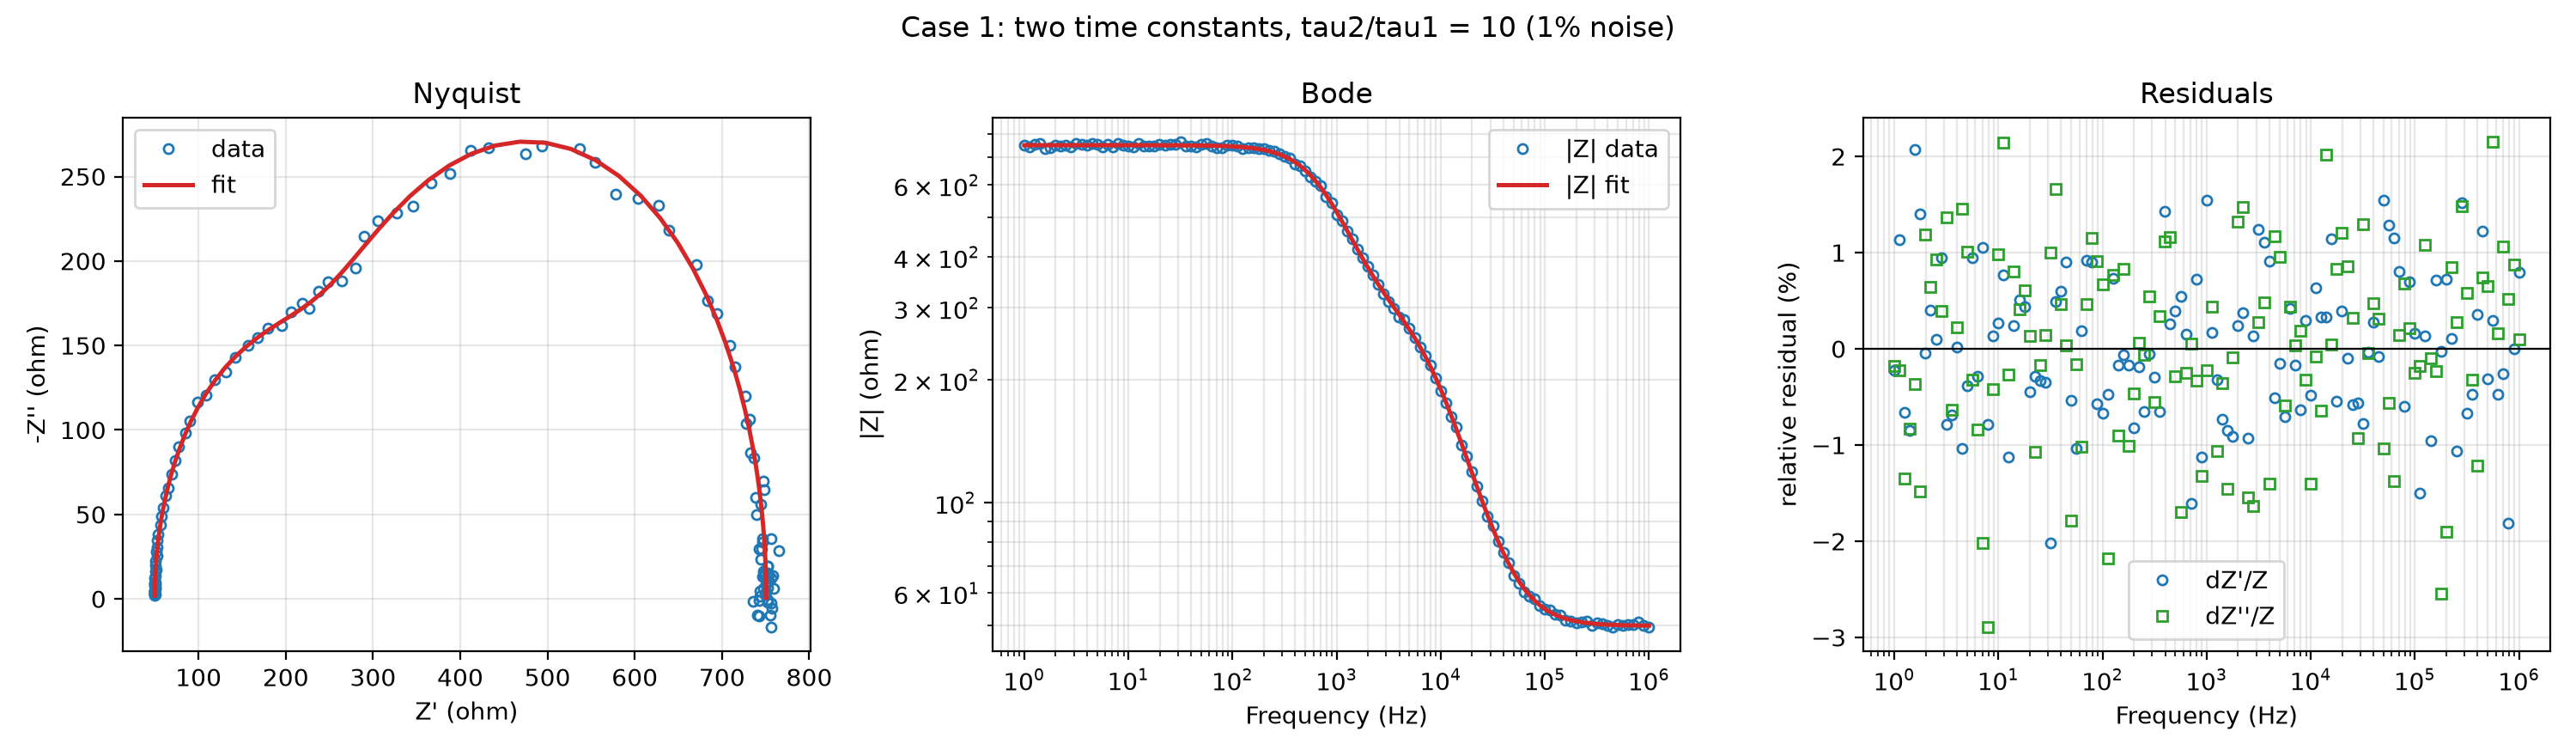 Case 1: two time constants, tau2/tau1 = 10 (1% noise)
Nyquist
data
fit
250
200
150
100
50
0
-Z'' (ohm)
100
200
300
400
500
600
700
800
Z' (ohm)
Bode
|Z| data
|Z| fit
6 × 10²
4 × 10²
3 × 10²
2 × 10²
10²
6 × 10¹
|Z| (ohm)
10⁰
10¹
10²
10³
10⁴
10⁵
10⁶
Frequency (Hz)
Residuals
2
1
0
−1
−2
−3
relative residual (%)
dZ'/Z
dZ''/Z
10⁰
10¹
10²
10³
10⁴
10⁵
10⁶
Frequency (Hz)